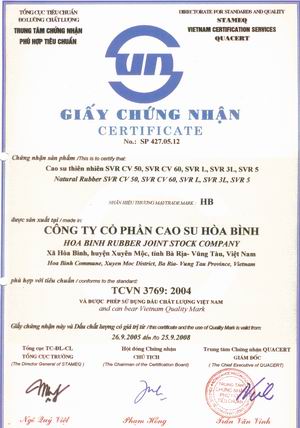 TỔNG CỤC TIÊU CHUẨN
ĐO LƯỜNG CHẤT LƯỢNG
TRUNG TÂM CHỨNG NHẬN
PHÙ HỢP TIÊU CHUẨN
DIRECTORATE FOR STANDARDS AND QUALITY
STAMEQ
VIETNAM CERTIFICATION SERVICES
QUACERT
GIẤY CHỨNG NHẬN
CERTIFICATE
No.: SP 427.05.12
Chứng nhận sản phẩm /This is to certify that:
Cao su thiên nhiên SVR CV 50, SVR CV 60, SVR L, SVR 3L, SVR 5
Natural Rubber SVR CV 50, SVR CV 60, SVR L, SVR 3L, SVR 5
NHÃN HIỆU THƯƠNG MẠI/TRADE MARK : HB
được sản xuất tại / made in:
CÔNG TY CỔ PHẦN CAO SU HÒA BÌNH
HOA BINH RUBBER JOINT STOCK COMPANY
Xã Hòa Bình, huyện Xuyên Mộc, tỉnh Bà Rịa- Vũng Tàu, Việt Nam
Hoa Binh Commune, Xuyen Moc District, Ba Ria- Vung Tau Province, Vietnam
phù hợp với tiêu chuẩn / conforms to the standard:
TCVN 3769: 2004
VÀ ĐƯỢC PHÉP SỬ DỤNG DẤU CHẤT LƯỢNG VIỆT NAM
and can bear Vietnam Quality Mark
Giấy chứng nhận này và Dấu chất lượng có giá trị từ / This certificate and the use of Quality Mark is valid from:
26.9.2005 đến 25.9.2008
Tổng cục TC-ĐL-CL
TỔNG CỤC TRƯỞNG
(The Director General of STAMEQ)
Hội đồng Chứng nhận
CHỦ TỊCH
(The Chairman of the Certification Board)
Trung tâm Chứng nhận QUACERT
GIÁM ĐỐC
(The Chief Executive of QUACERT)
TRUNG TÂM
CHỨNG NHẬN
PHÙ HỢP
TIÊU CHUẨN
Ngô Quý Việt
Phạm Hồng
Trần Văn Vinh